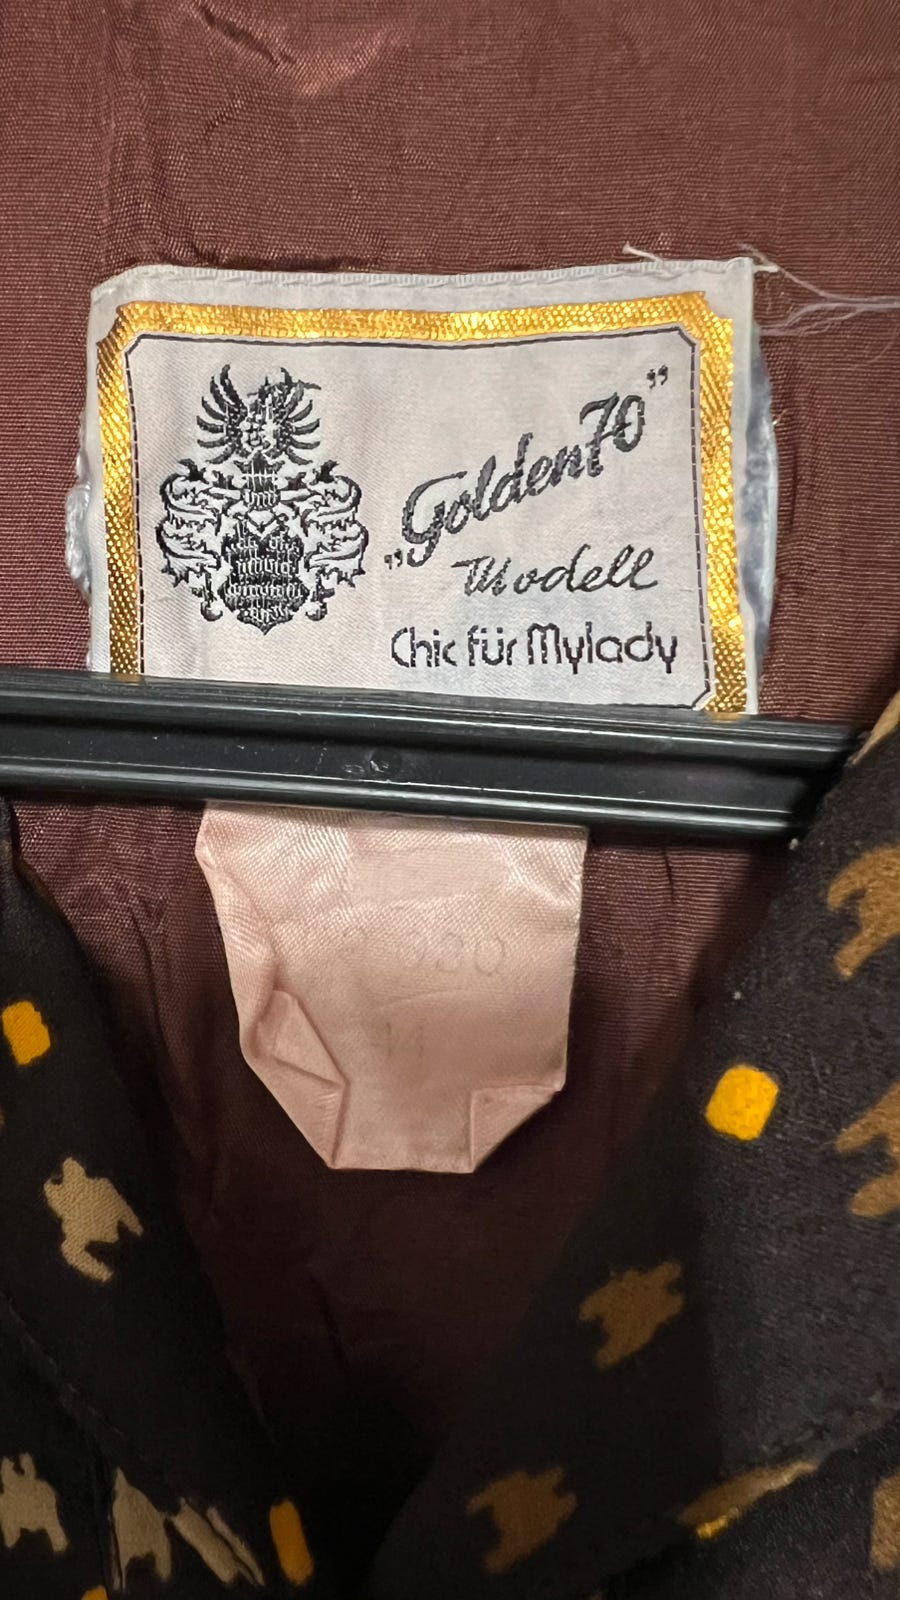 „Golden 70”
Modell
Chic für Mylady